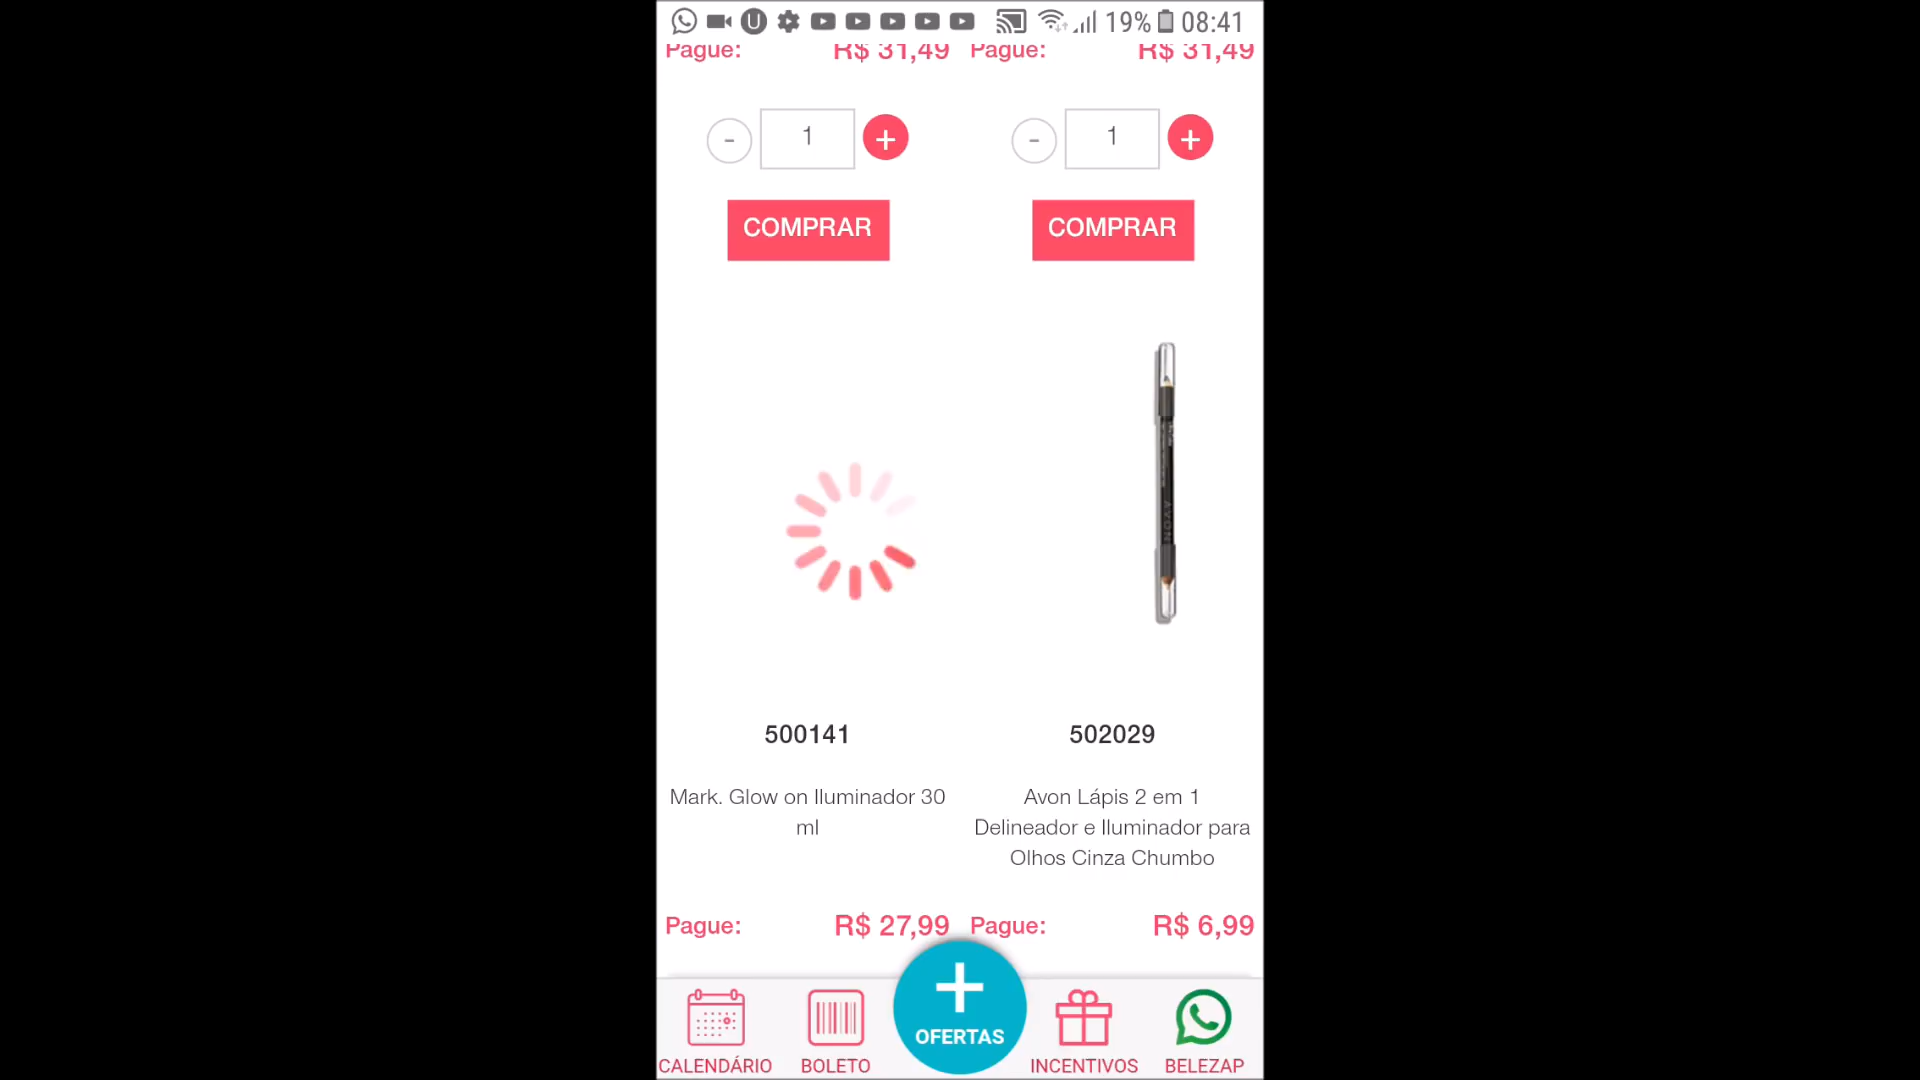 19% 08:41
Pague: R$ 31,49 Pague: R$ 31,49
- 1 + - 1 +
COMPRAR COMPRAR
AVON
500141 502029
Mark. Glow on Iluminador 30
ml
Avon Lápis 2 em 1
Delineador e Iluminador para
Olhos Cinza Chumbo
Pague: R$ 27,99 Pague: R$ 6,99
+
OFERTAS
CALENDÁRIO BOLETO INCENTIVOS BELEZAP